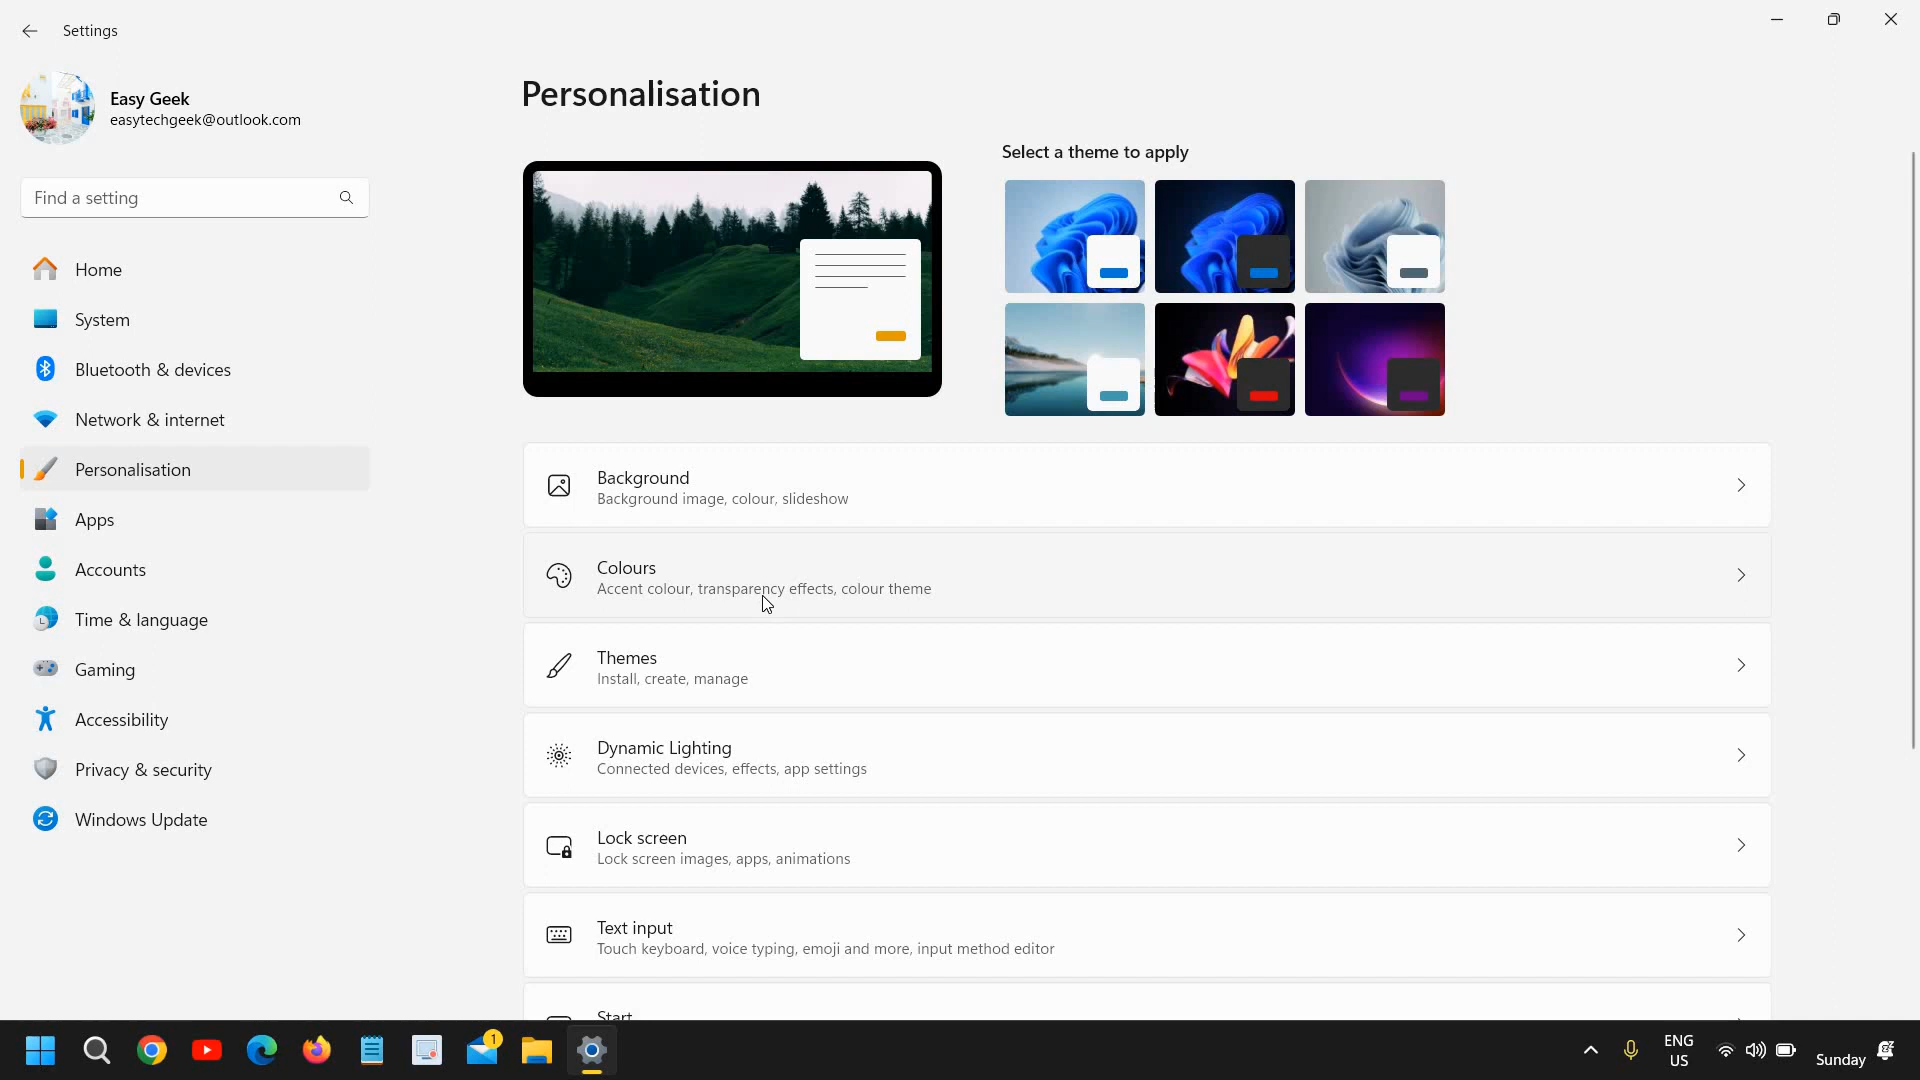 Settings
Easy Geek
easytechgeek@outlook.com
Find a setting
Home
System
Bluetooth & devices
Network & internet
Personalisation
Apps
Accounts
Time & language
Gaming
Accessibility
Privacy & security
Windows Update
Personalisation
Select a theme to apply
Background
Background image, colour, slideshow
Colours
Accent colour, transparency effects, colour theme
Themes
Install, create, manage
Dynamic Lighting
Connected devices, effects, app settings
Lock screen
Lock screen images, apps, animations
Text input
Touch keyboard, voice typing, emoji and more, input method editor
Start
1
ENG
US
Sunday